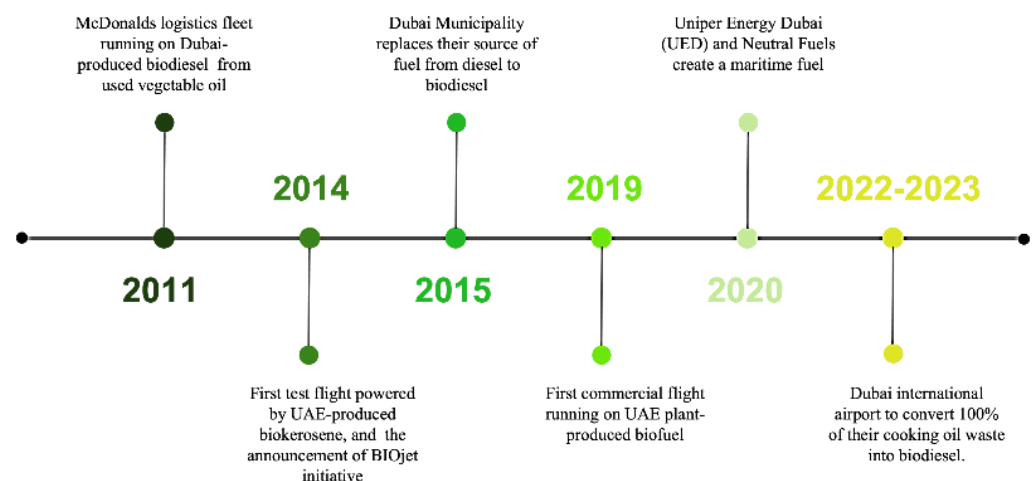 McDonalds logistics fleet
running on Dubai-
produced biodiesel from
used vegetable oil
Dubai Municipality
replaces their source of
fuel from diesel to
biodiesel
Uniper Energy Dubai
(UED) and Neutral Fuels
create a maritime fuel
2014
2019
2022-2023
2011
2015
2020
First test flight powered
by UAE-produced
biokerosene, and the
announcement of BIOjet
initiative
First commercial flight
running on UAE plant-
produced biofuel
Dubai international
airport to convert 100%
of their cooking oil waste
into biodiesel.